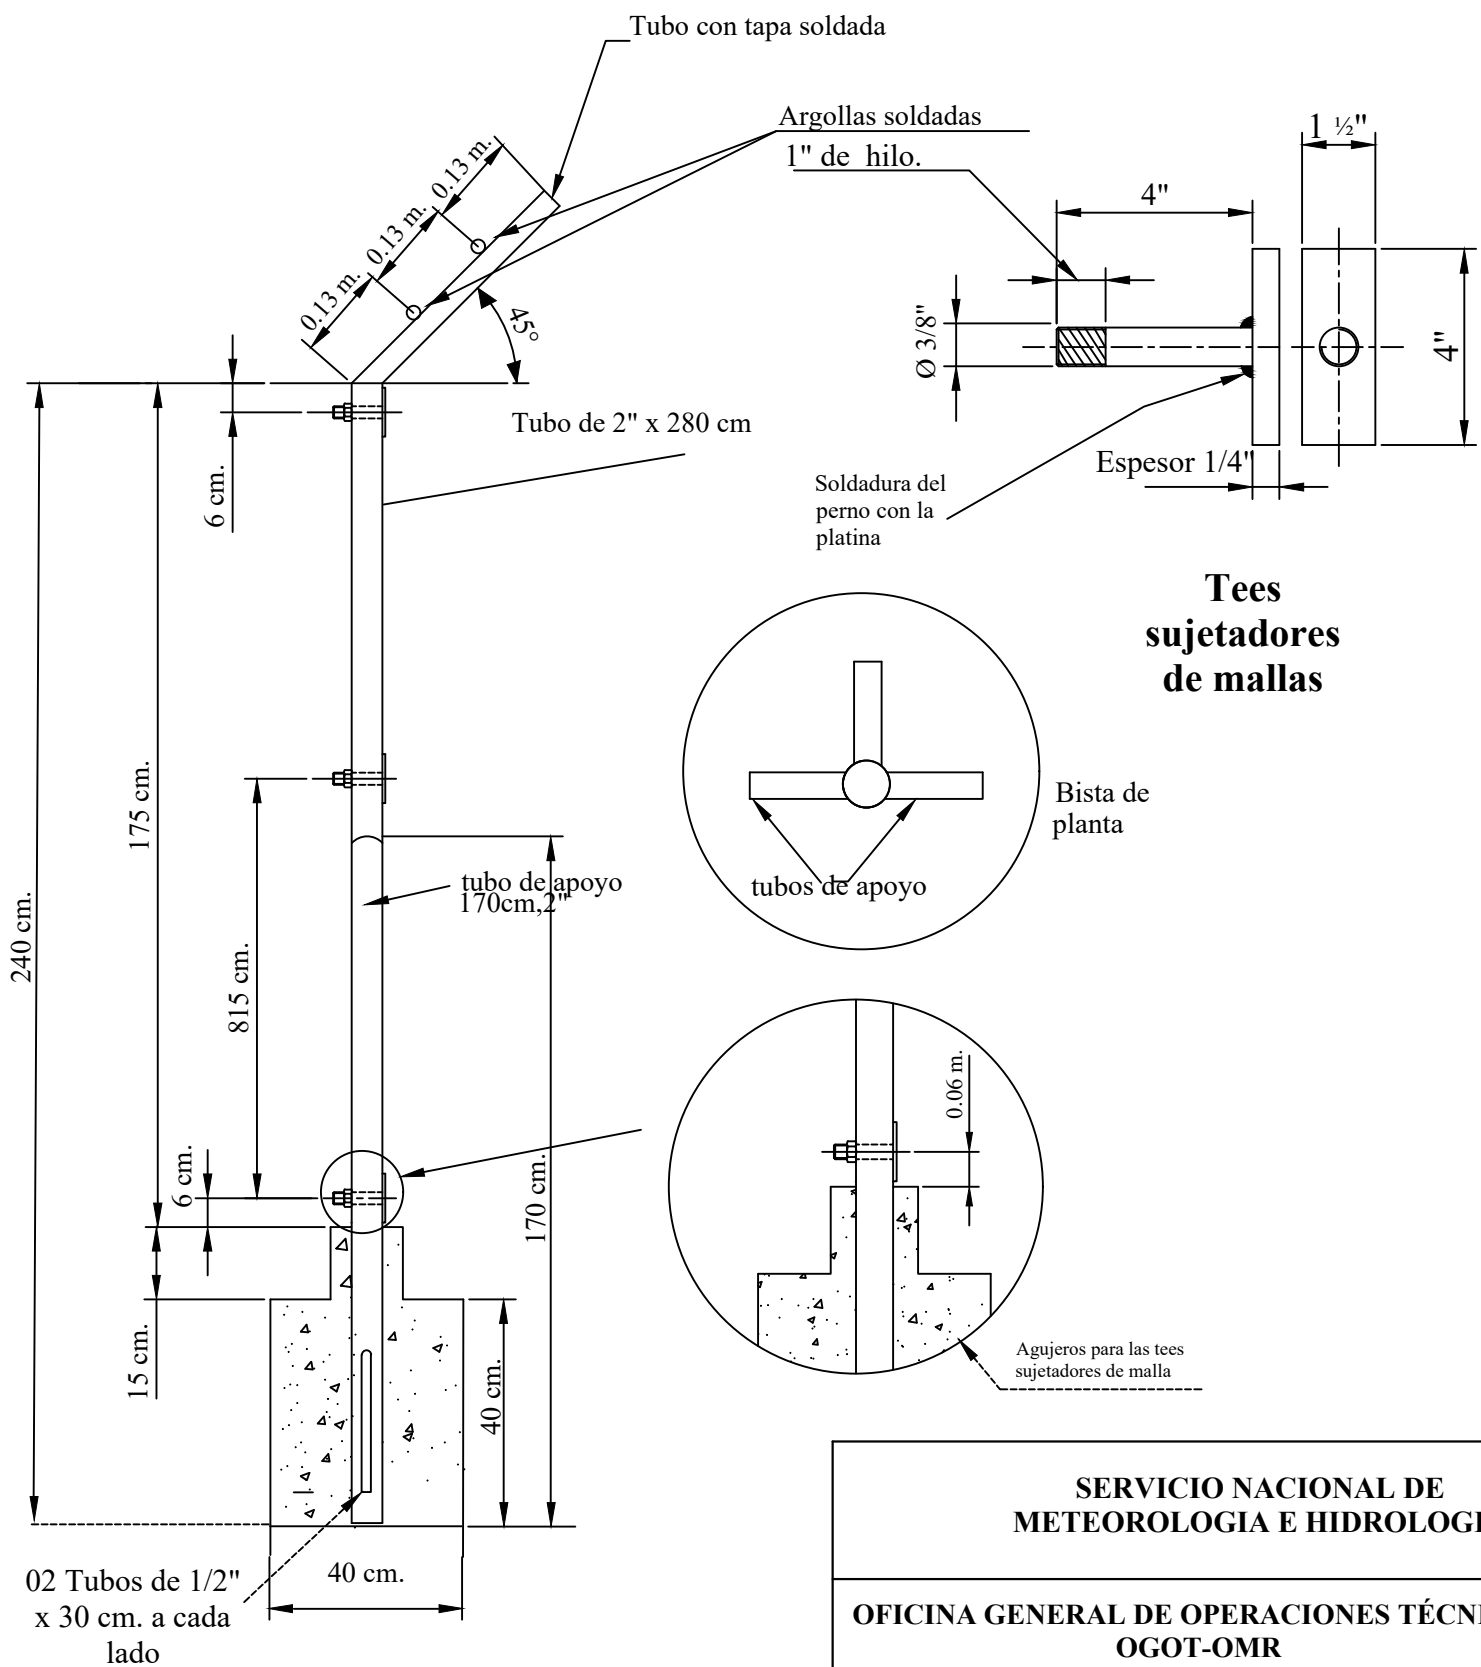 Tubo con tapa soldada
Argollas soldadas
1" de hilo.
1 ½"
4"
0.13 m.
0.13 m.
0.13 m.
45°
Ø 3/8"
4"
Tubo de 2" x 280 cm
Espesor 1/4"
6 cm.
Soldadura del
perno con la
platina
Tees
sujetadores
de mallas
175 cm.
Bista de
planta
tubos de apoyo
tubo de apoyo
170cm,2"
240 cm.
815 cm.
0.06 m.
6 cm.
170 cm.
15 cm.
40 cm.
Agujeros para las tees
sujetadores de malla
02 Tubos de 1/2"
x 30 cm. a cada
lado
40 cm.
SERVICIO NACIONAL DE
METEOROLOGIA E HIDROLOGI
OFICINA GENERAL DE OPERACIONES TÉCN
OGOT-OMR